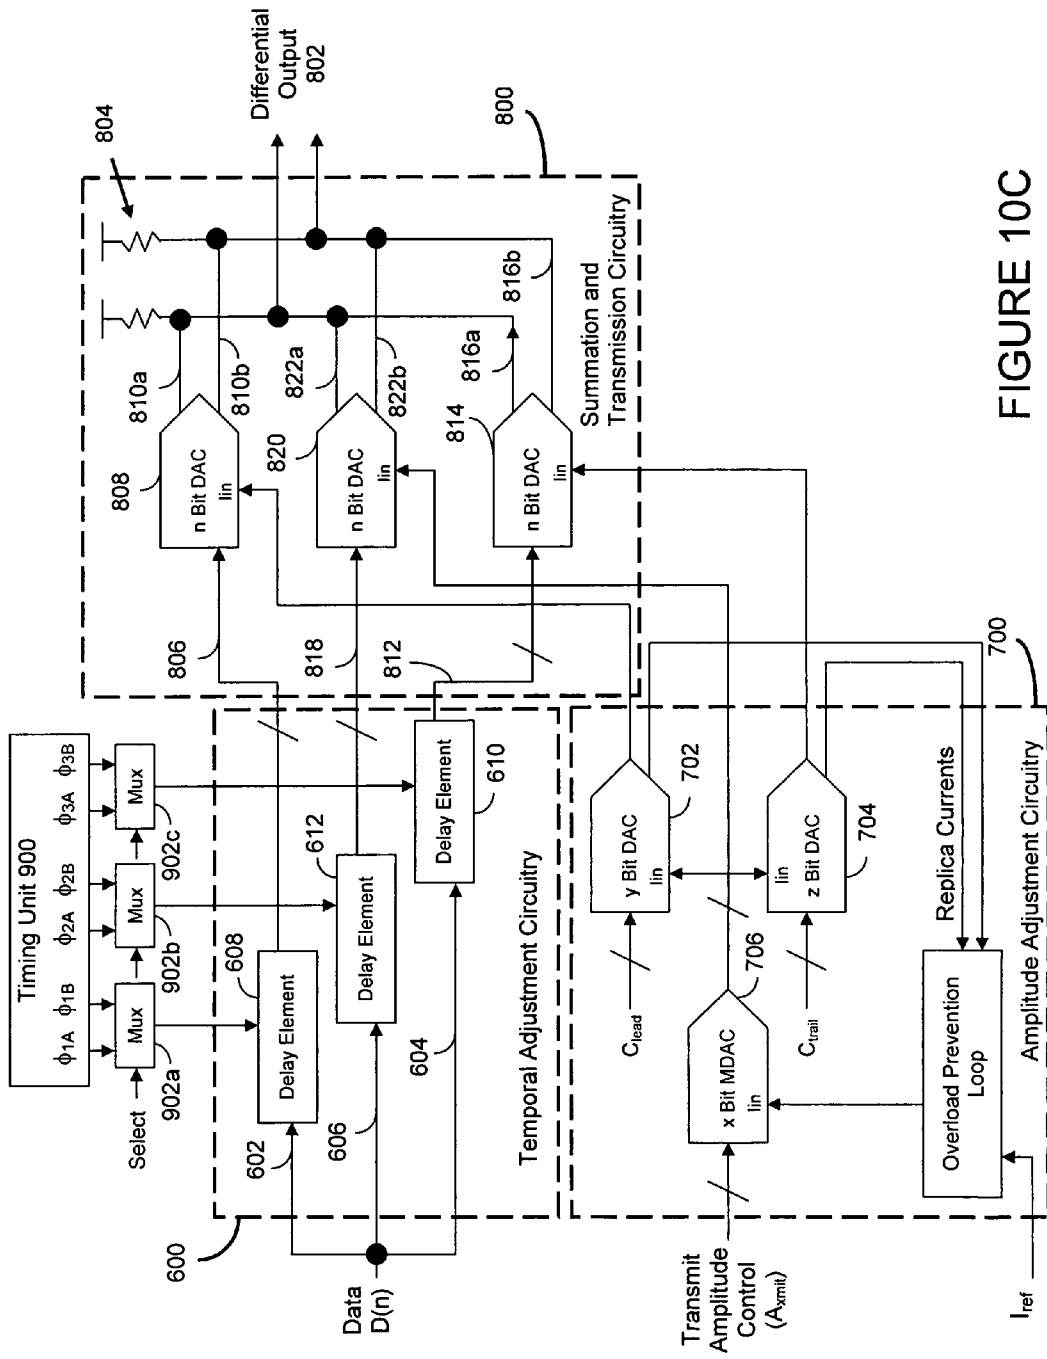 Timing Unit 900
ϕ1A
ϕ1B
ϕ2A
ϕ2B
ϕ3A
ϕ3B
Select
Mux
Mux
Mux
902a
902b
902c
600
Data
D(n)
602
606
604
608
Delay Element
612
Delay Element
Delay Element
610
Temporal Adjustment Circuitry
806
818
812
808
n Bit DAC
Iin
820
n Bit DAC
Iin
814
n Bit DAC
Iin
810a
810b
822a
822b
816a
816b
804
Differential
Output
802
800
Summation and
Transmission Circuitry
Transmit
Amplitude
Control
(Axmit)
Iref
x Bit MDAC
Iin
706
Clead
y Bit DAC
Iin
702
Ctrail
z Bit DAC
Iin
704
Replica Currents
Overload Prevention
Loop
Amplitude Adjustment Circuitry
700
FIGURE 10C